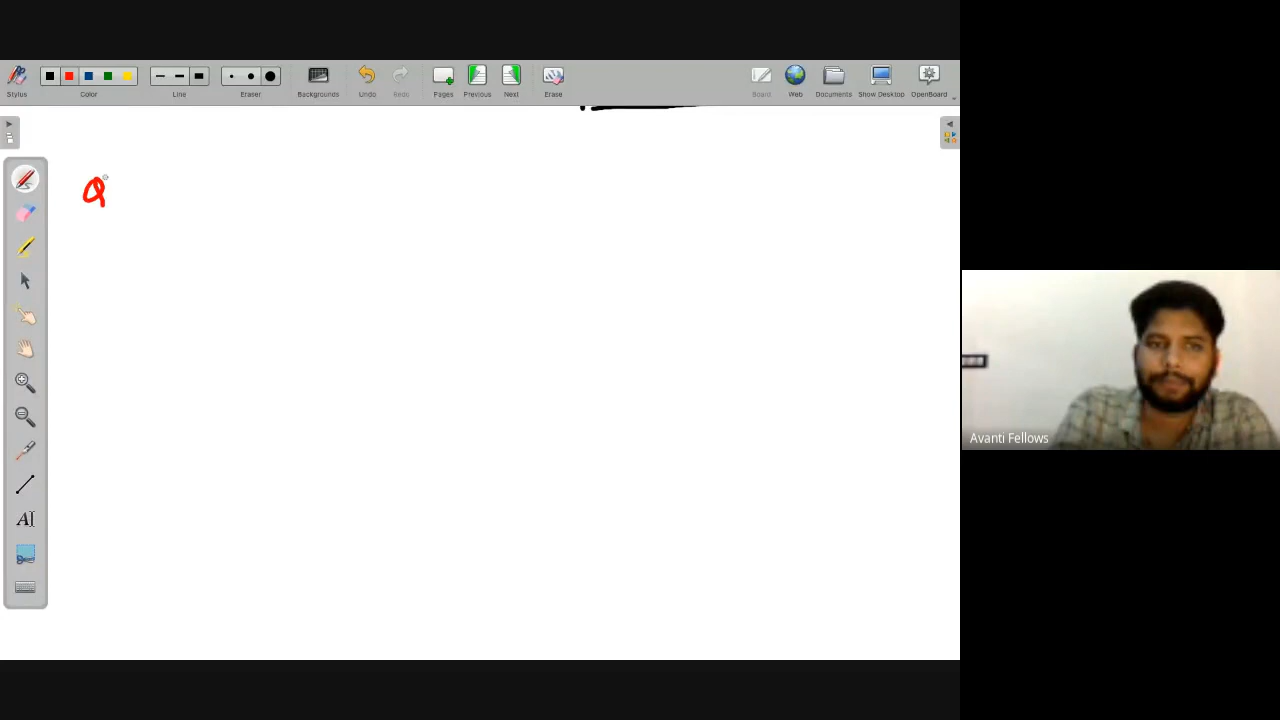 Stylus Color Line Eraser Backgrounds Undo Redo Pages Previous Next Erase Board Web Documents Show Desktop OpenBoard
Q
A
Avanti Fellows